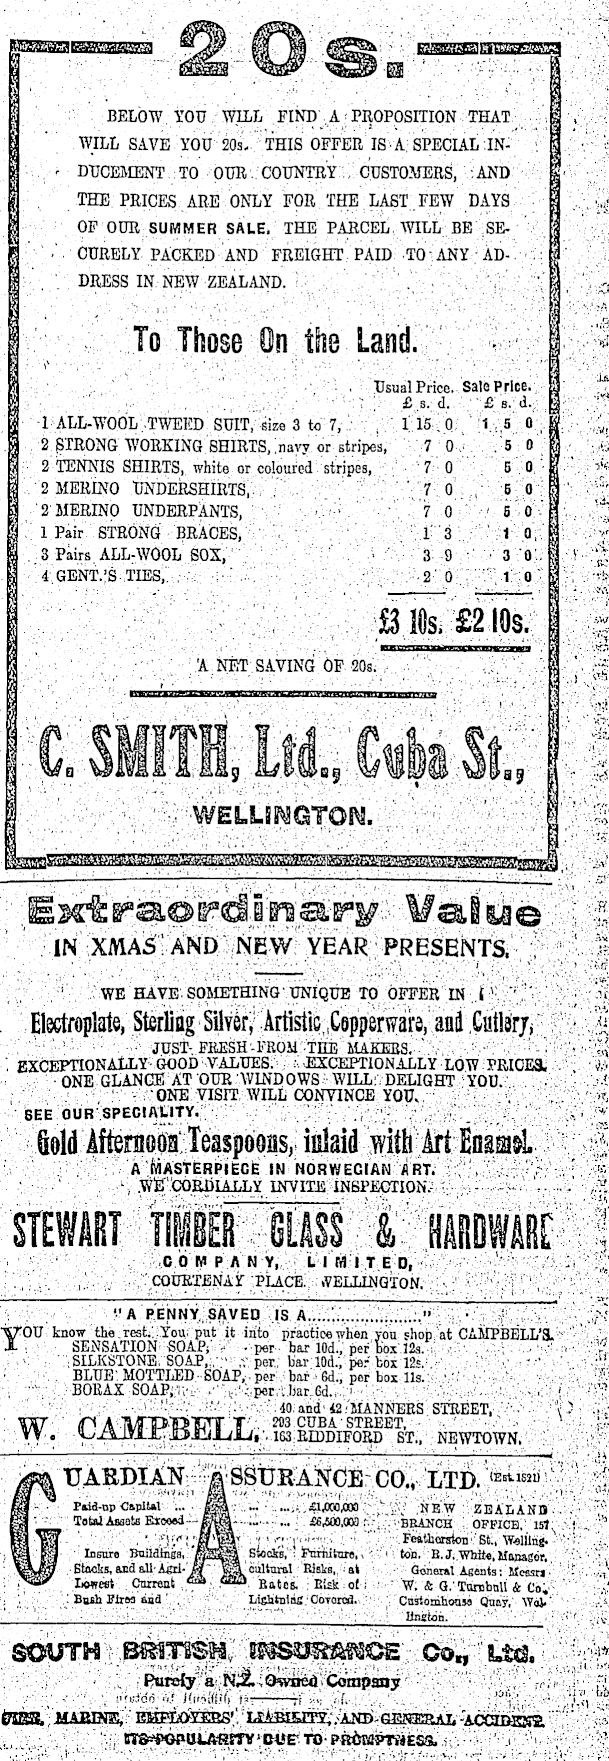 20s.
BELOW YOU WILL FIND A PROPOSITION THAT
WILL SAVE YOU 20s. THIS OFFER IS A SPECIAL IN-
DUCEMENT TO OUR COUNTRY CUSTOMERS, AND
THE PRICES ARE ONLY FOR THE LAST FEW DAYS
OF OUR SUMMER SALE. THE PARCEL WILL BE SE-
CURELY PACKED AND FREIGHT PAID TO ANY AD-
DRESS IN NEW ZEALAND.
To Those On the Land.
Usual Price. Sale Price.
£ s. d. £ s. d.
1 ALL-WOOL TWEED SUIT, size 3 to 7, 1 15 0 1 5 0
2 STRONG WORKING SHIRTS, navy or stripes, 7 0 5 0
2 TENNIS SHIRTS, white or coloured stripes, 7 0 5 0
2 MERINO UNDERSHIRTS, 7 0 5 0
2 MERINO UNDERPANTS, 7 0 5 0
1 Pair STRONG BRACES, 1 3 1 0
3 Pairs ALL-WOOL SOX, 3 9 3 0
4 GENT.'S TIES, 2 0 1 0
£3 10s. £2 10s.
A NET SAVING OF 20s.
C. SMITH, Ltd., Cuba St.,
WELLINGTON.
Extraordinary Value
IN XMAS AND NEW YEAR PRESENTS.
WE HAVE SOMETHING UNIQUE TO OFFER IN
Electroplate, Sterling Silver, Artistic Copperware, and Cutlery,
JUST FRESH FROM THE MAKERS.
EXCEPTIONALLY GOOD VALUES. EXCEPTIONALLY LOW PRICES.
ONE GLANCE AT OUR WINDOWS WILL DELIGHT YOU.
ONE VISIT WILL CONVINCE YOU.
SEE OUR SPECIALITY.
Gold Afternoon Teaspoons, inlaid with Art Enamel.
A MASTERPIECE IN NORWEGIAN ART.
WE CORDIALLY INVITE INSPECTION.
STEWART TIMBER GLASS & HARDWARE
COMPANY, LIMITED,
COURTENAY PLACE. WELLINGTON.
"A PENNY SAVED IS A......................"
YOU know the rest. You put it into practice when you shop at CAMPBELL'S.
SENSATION SOAP, per bar 10d., per box 12s.
SILKSTONE SOAP, per bar 10d., per box 12s.
BLUE MOTTLED SOAP, per bar 6d., per box 11s.
BORAX SOAP, per bar 6d.
W. CAMPBELL,
40 and 42 MANNERS STREET,
203 CUBA STREET,
163 RIDDIFORD ST., NEWTOWN.
GUARDIAN ASSURANCE CO., LTD. (Est. 1821)
Paid-up Capital ... ... ... £1,000,000
Total Assets Exceed— ... ... £6,500,000
Insure Buildings, Stocks, Furniture,
Stocks, and all Agri- cultural Risks, at
Lowest Current Rates. Risk of
Bush Fires and Lightning Covered.
NEW ZEALAND
BRANCH OFFICE, 157
Featherston St., Welling-
ton. R. J. White, Manager.
General Agents: Messrs
W. & G. Turnbull & Co.,
Customhouse Quay, Wel-
lington.
SOUTH BRITISH INSURANCE Co., Ltd.
Purely a N.Z. Owned Company
FIRE, MARINE, EMPLOYERS' LIABILITY, AND GENERAL ACCIDENT
ITS POPULARITY DUE TO PROMPTNESS.